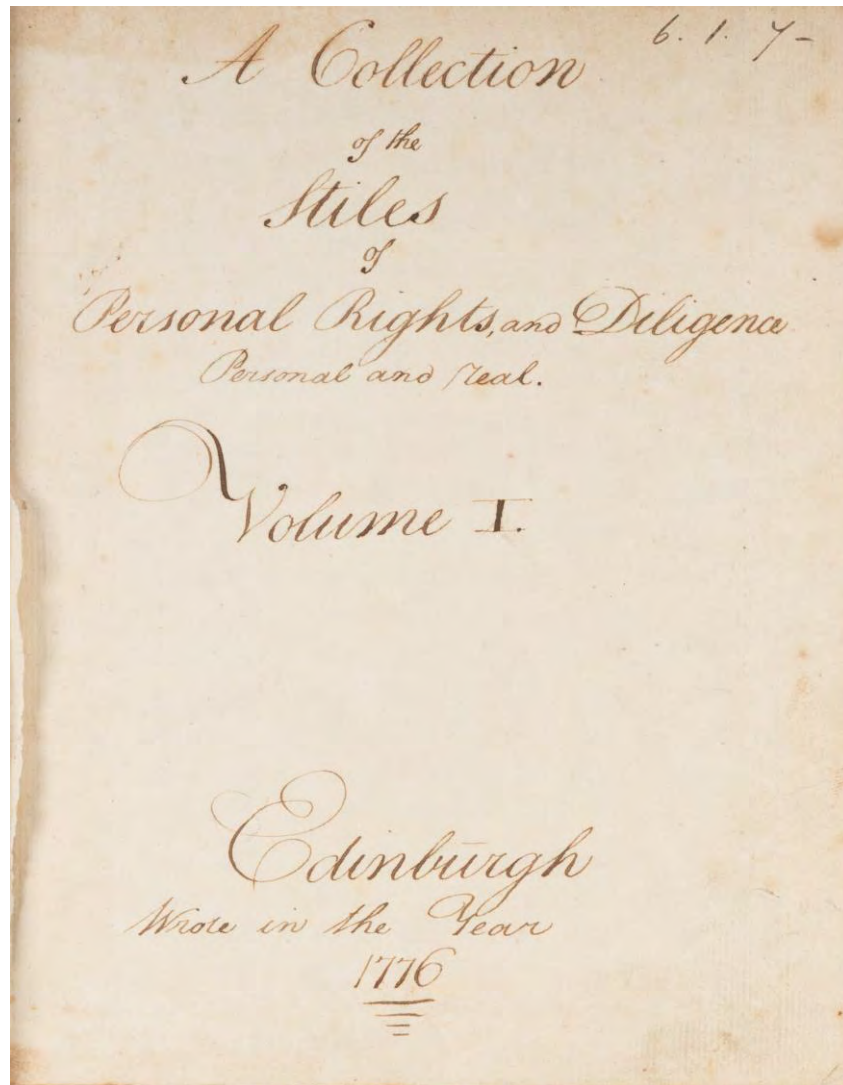 6. 1. 7-
A Collection
of the
Stiles
of
Personal Rights, and Diligence
Personal and real.
Volume I.
Edinburgh
Wrote in the Year
1776